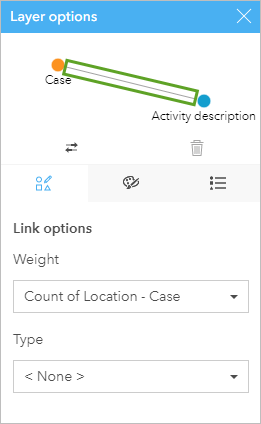 Layer options
Case
Activity description
Link options
Weight
Count of Location - Case
Type
< None >